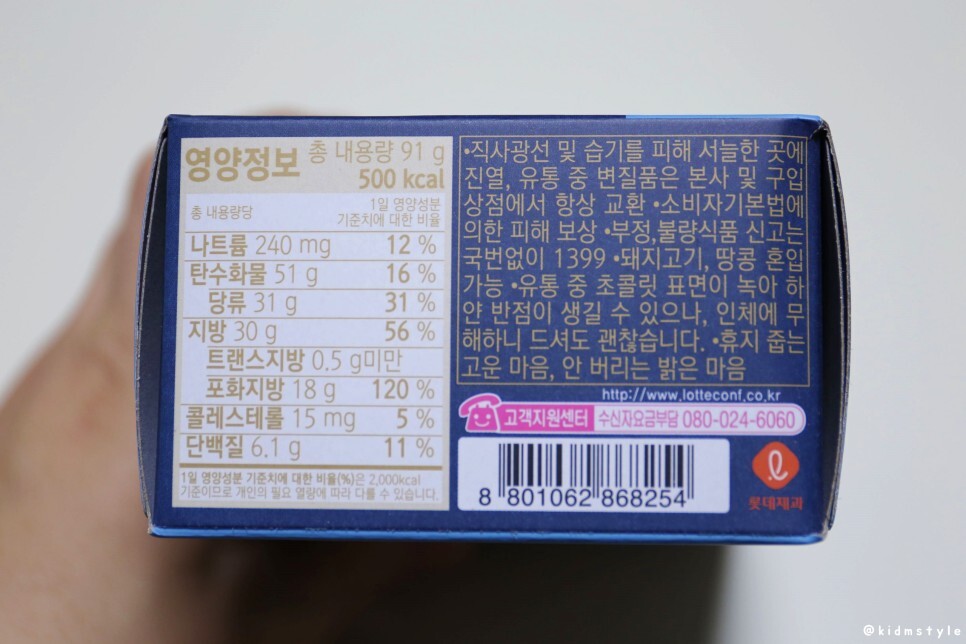 영양정보 총 내용량 91 g
500 kcal
총 내용량당 1일 영양성분
기준치에 대한 비율
나트륨 240 mg 12 %
탄수화물 51 g 16 %
당류 31 g 31 %
지방 30 g 56 %
트랜스지방 0.5 g미만
포화지방 18 g 120 %
콜레스테롤 15 mg 5 %
단백질 6.1 g 11 %
1일 영양성분 기준치에 대한 비율(%)은 2,000kcal
기준이므로 개인의 필요 열량에 따라 다를 수 있습니다.
•직사광선 및 습기를 피해 서늘한 곳에
진열, 유통 중 변질품은 본사 및 구입
상점에서 항상 교환 •소비자기본법에
의한 피해 보상 •부정,불량식품 신고는
국번없이 1399 •돼지고기, 땅콩 혼입
가능 •유통 중 초콜릿 표면이 녹아 하
얀 반점이 생길 수 있으나, 인체에 무
해하니 드셔도 괜찮습니다. •휴지 줍는
고운 마음, 안 버리는 밝은 마음
http://www.lotteconf.co.kr
고객지원센터 수신자요금부담 080-024-6060
8 801062 868254
롯데제과
@kidmstyle